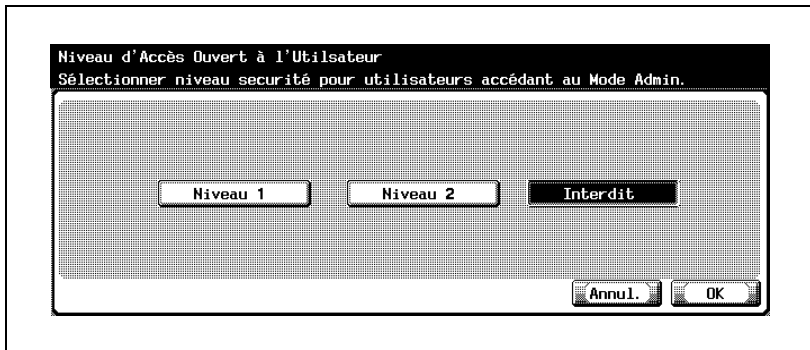 Niveau d'Accès Ouvert à l'Utilsateur
Sélectionner niveau securité pour utilisateurs accédant au Mode Admin.
Niveau 1 Niveau 2 Interdit
Annul. OK